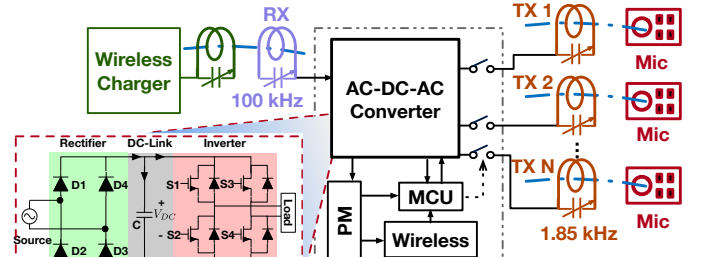 RX
TX 1
Wireless
Charger
100 kHz
AC-DC-AC
Converter
Mic
TX 2
Mic
TX N
Mic
1.85 kHz
MCU
PM
Wireless
Rectifier
DC-Link
Inverter
D1
D4
S1
S3
+
V_DC
C
-
Load
Source
S2
S4
D2
D3